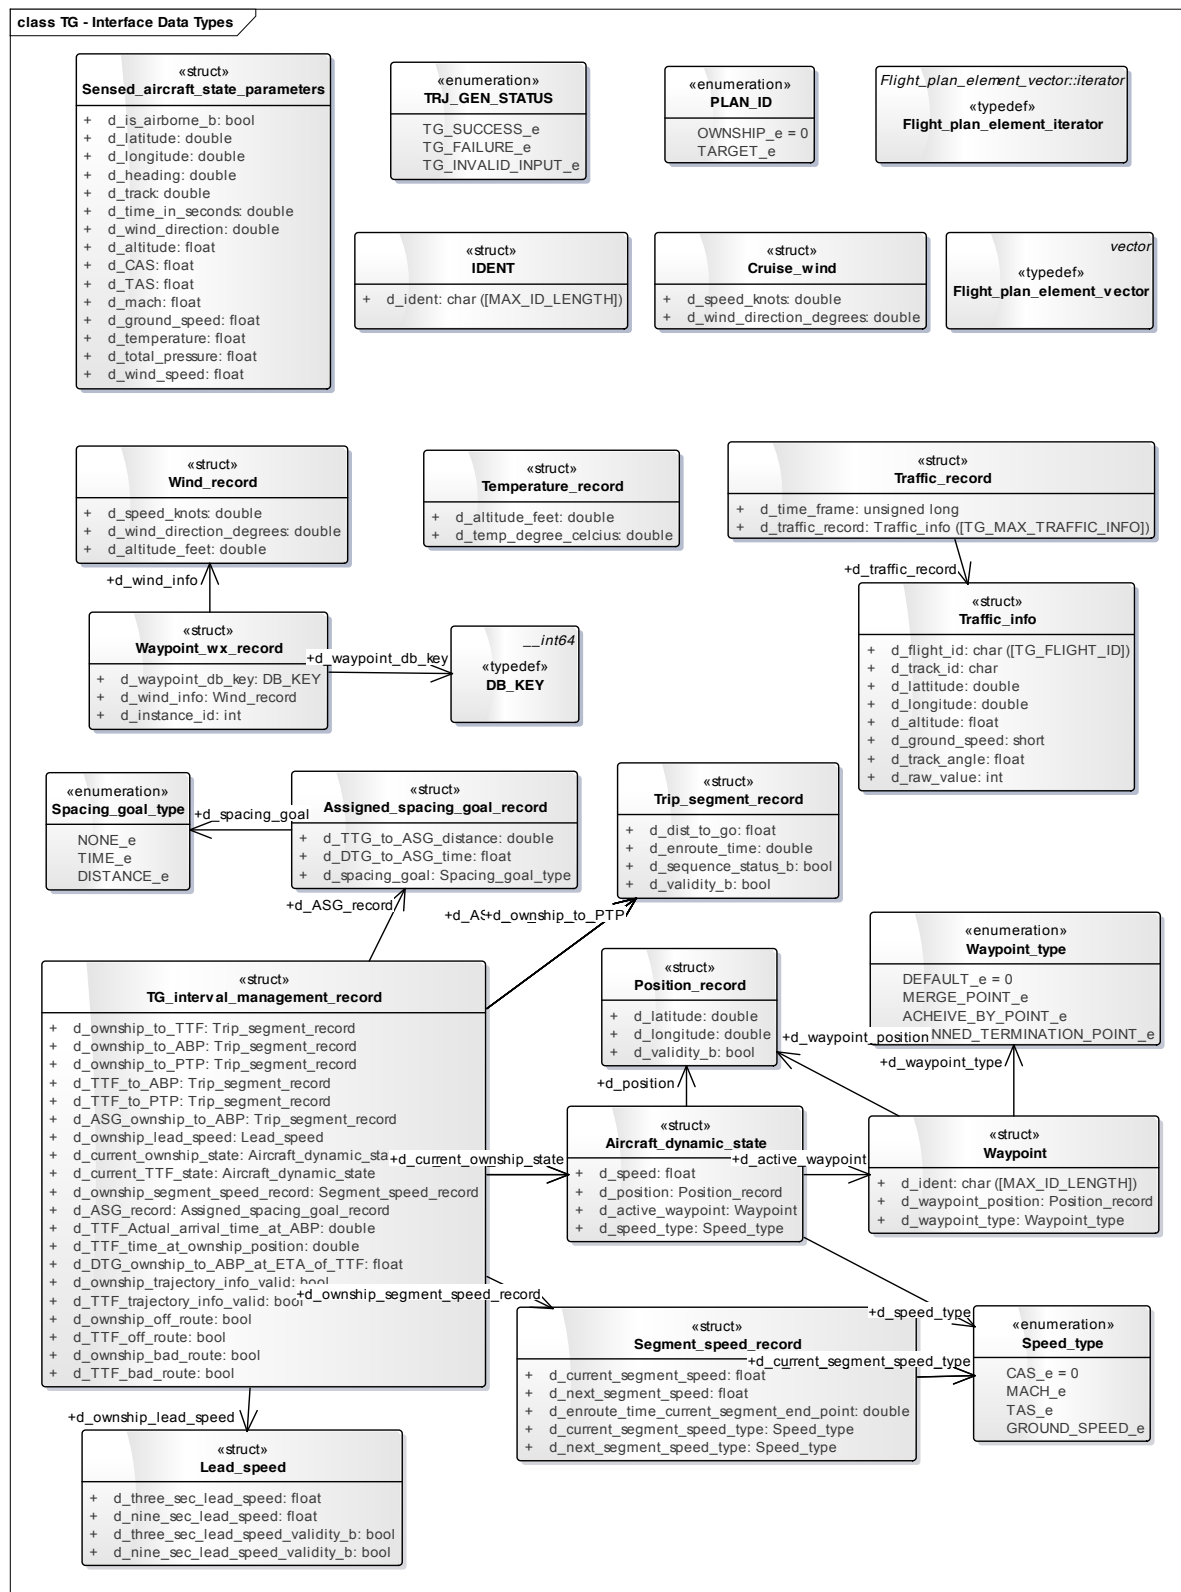 class TG - Interface Data Types
«struct»
Sensed_aircraft_state_parameters
+ d_is_airborne_b: bool
+ d_latitude: double
+ d_longitude: double
+ d_heading: double
+ d_track: double
+ d_time_in_seconds: double
+ d_wind_direction: double
+ d_altitude: float
+ d_CAS: float
+ d_TAS: float
+ d_mach: float
+ d_ground_speed: float
+ d_temperature: float
+ d_total_pressure: float
+ d_wind_speed: float
«enumeration»
TRJ_GEN_STATUS
TG_SUCCESS_e
TG_FAILURE_e
TG_INVALID_INPUT_e
«enumeration»
PLAN_ID
OWNSHIP_e = 0
TARGET_e
Flight_plan_element_vector::iterator
«typedef»
Flight_plan_element_iterator
«struct»
IDENT
+ d_ident: char ([MAX_ID_LENGTH])
«struct»
Cruise_wind
+ d_speed_knots: double
+ d_wind_direction_degrees: double
vector
«typedef»
Flight_plan_element_vector
«struct»
Wind_record
+ d_speed_knots: double
+ d_wind_direction_degrees: double
+ d_altitude_feet: double
«struct»
Temperature_record
+ d_altitude_feet: double
+ d_temp_degree_celcius: double
«struct»
Traffic_record
+ d_time_frame: unsigned long
+ d_traffic_record: Traffic_info ([TG_MAX_TRAFFIC_INFO])
+d_wind_info
+d_traffic_record
«struct»
Waypoint_wx_record
+ d_waypoint_db_key: DB_KEY
+ d_wind_info: Wind_record
+ d_instance_id: int
+d_waypoint_db_key
__int64
«typedef»
DB_KEY
«struct»
Traffic_info
+ d_flight_id: char ([TG_FLIGHT_ID])
+ d_track_id: char
+ d_lattitude: double
+ d_longitude: double
+ d_altitude: float
+ d_ground_speed: short
+ d_track_angle: float
+ d_raw_value: int
«enumeration»
Spacing_goal_type
NONE_e
TIME_e
DISTANCE_e
+d_spacing_goal
«struct»
Assigned_spacing_goal_record
+ d_TTG_to_ASG_distance: double
+ d_DTG_to_ASG_time: float
+ d_spacing_goal: Spacing_goal_type
«struct»
Trip_segment_record
+ d_dist_to_go: float
+ d_enroute_time: double
+ d_sequence_status_b: bool
+ d_validity_b: bool
+d_ASG_record
+d_AS+d_ownship_to_PTP
«struct»
TG_interval_management_record
+ d_ownship_to_TTF: Trip_segment_record
+ d_ownship_to_ABP: Trip_segment_record
+ d_ownship_to_PTP: Trip_segment_record
+ d_TTF_to_ABP: Trip_segment_record
+ d_TTF_to_PTP: Trip_segment_record
+ d_ASG_ownship_to_ABP: Trip_segment_record
+ d_ownship_lead_speed: Lead_speed
+ d_current_ownship_state: Aircraft_dynamic_sta
+ d_current_TTF_state: Aircraft_dynamic_state
+ d_ownship_segment_speed_record: Segment_speed_record
+ d_ASG_record: Assigned_spacing_goal_record
+ d_TTF_Actual_arrival_time_at_ABP: double
+ d_TTF_time_at_ownship_position: double
+ d_DTG_ownship_to_ABP_at_ETA_of_TTF: float
+ d_ownship_trajectory_info_valid: bool
+ d_TTF_trajectory_info_valid: bool
+ d_ownship_off_route: bool
+ d_TTF_off_route: bool
+ d_ownship_bad_route: bool
+ d_TTF_bad_route: bool
«struct»
Position_record
+ d_latitude: double
+ d_longitude: double
+ d_validity_b: bool
«enumeration»
Waypoint_type
DEFAULT_e = 0
MERGE_POINT_e
ACHEIVE_BY_POINT_e
NNED_TERMINATION_POINT_e
+d_waypoint_position
+d_waypoint_type
+d_position
+d_current_ownship_state
«struct»
Aircraft_dynamic_state
+ d_speed: float
+ d_position: Position_record
+ d_active_waypoint: Waypoint
+ d_speed_type: Speed_type
+d_active_waypoint
«struct»
Waypoint
+ d_ident: char ([MAX_ID_LENGTH])
+ d_waypoint_position: Position_record
+ d_waypoint_type: Waypoint_type
+d_ownship_segment_speed_record
+d_speed_type
«struct»
Segment_speed_record
+ d_current_segment_speed: float
+ d_next_segment_speed: float
+ d_enroute_time_current_segment_end_point: double
+ d_current_segment_speed_type: Speed_type
+ d_next_segment_speed_type: Speed_type
+d_current_segment_speed_type
«enumeration»
Speed_type
CAS_e = 0
MACH_e
TAS_e
GROUND_SPEED_e
+d_ownship_lead_speed
«struct»
Lead_speed
+ d_three_sec_lead_speed: float
+ d_nine_sec_lead_speed: float
+ d_three_sec_lead_speed_validity_b: bool
+ d_nine_sec_lead_speed_validity_b: bool